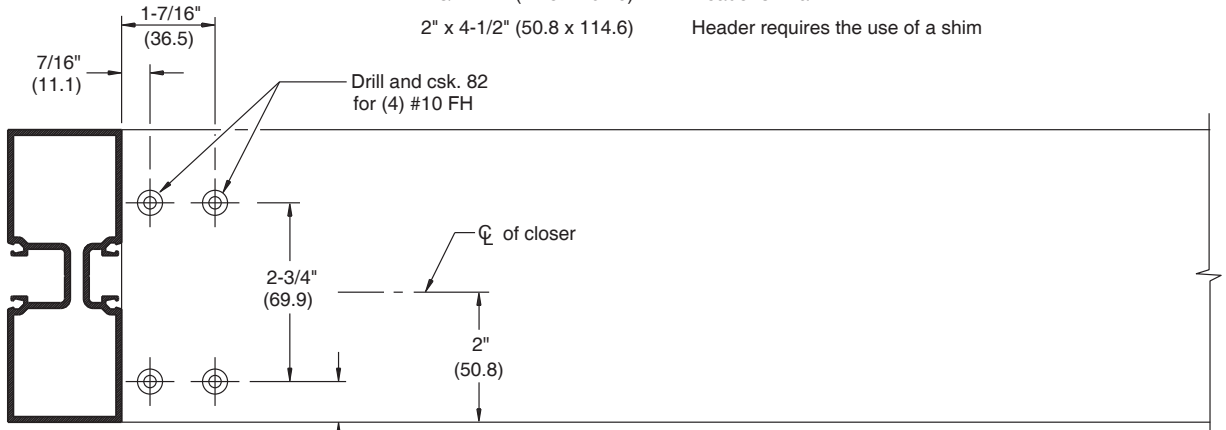 1-7/16"
(36.5)
2" x 4-1/2" (50.8 x 114.6) Header requires the use of a shim
7/16"
(11.1)
Drill and csk. 82
for (4) #10 FH
℄ of closer
2-3/4"
(69.9)
2"
(50.8)